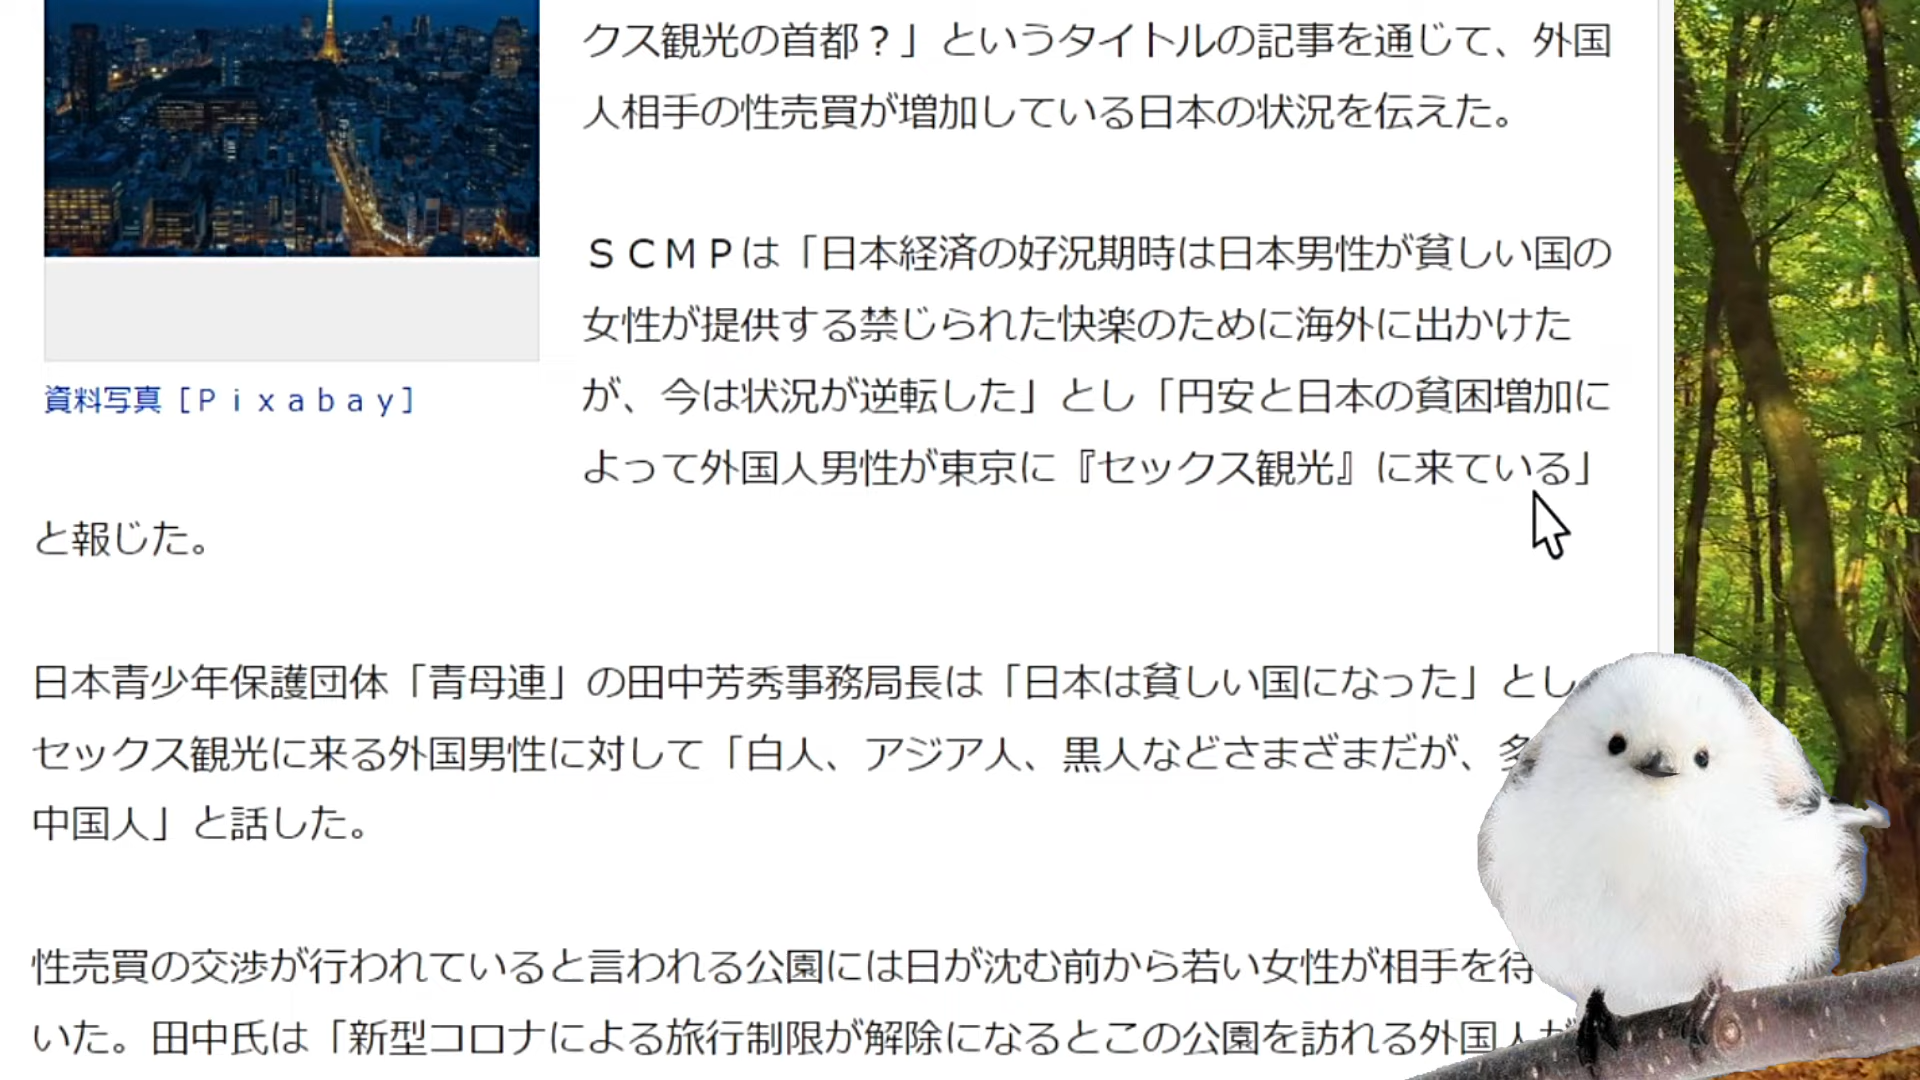 クス観光の首都？」というタイトルの記事を通じて、外国
人相手の性売買が増加している日本の状況を伝えた。
ＳＣＭＰは「日本経済の好況期時は日本男性が貧しい国の
女性が提供する禁じられた快楽のために海外に出かけた
が、今は状況が逆転した」とし「円安と日本の貧困増加に
よって外国人男性が東京に『セックス観光』に来ている」
と報じた。
資料写真［Ｐｉｘａｂａｙ］
日本青少年保護団体「青母連」の田中芳秀事務局長は「日本は貧しい国になった」とし
セックス観光に来る外国男性に対して「白人、アジア人、黒人などさまざまだが、多
中国人」と話した。
性売買の交渉が行われていると言われる公園には日が沈む前から若い女性が相手を待
いた。田中氏は「新型コロナによる旅行制限が解除になるとこの公園を訪れる外国人が